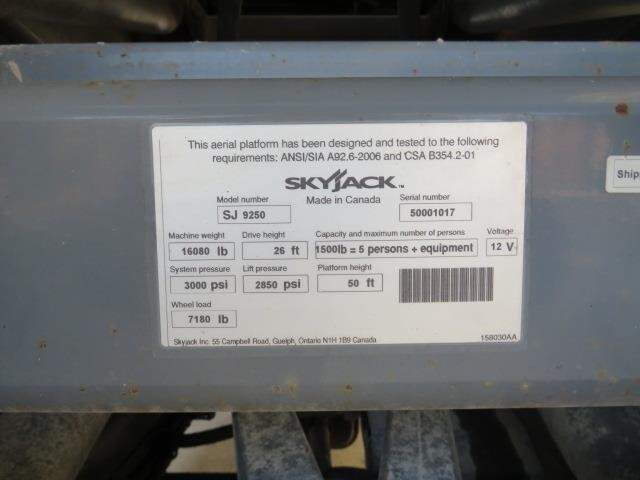 This aerial platform has been designed and tested to the following
requirements: ANSI/SIA A92.6-2006 and CSA B354.2-01
SKYJACK™
Model number Made in Canada Serial number
SJ 9250 50001017
Machine weight Drive height Capacity and maximum number of persons Voltage
16080 lb 26 ft 1500lb = 5 persons + equipment 12 V
System pressure Lift pressure Platform height
3000 psi 2850 psi 50 ft
Wheel load
7180 lb
Skyjack Inc. 55 Campbell Road, Guelph, Ontario N1H 1B9 Canada 158030AA
Ship